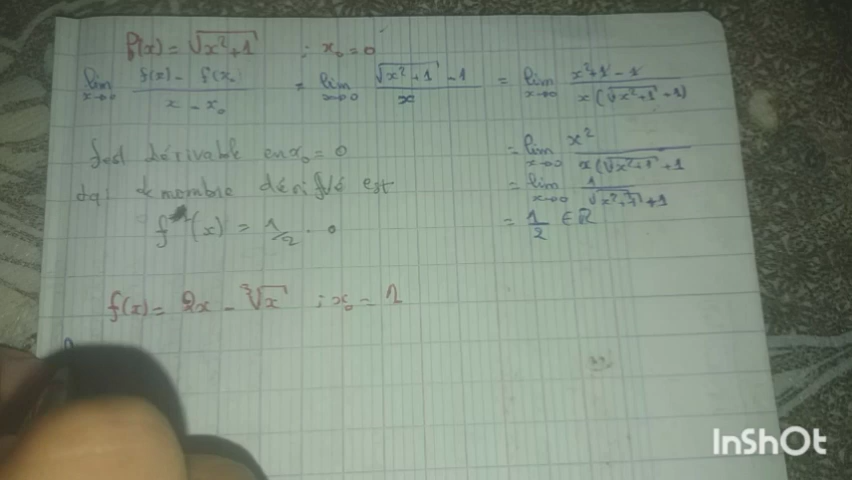 f(x) = √(x²+1) ; x₀ = 0
lim x→0 (f(x) - f(x₀))/(x - x₀) = lim x→0 (√(x²+1) - 1)/x = lim x→0 (x²+1-1)/(x(√(x²+1)+1))
f est dérivable en x₀ = 0 = lim x→0 x²/(x(√(x²+1)+1
de nombre dérivé est = lim x→0 1/(√(x²+1)+1)
f'(x) = 1/2 · 0 = 1/2 ∈ ℝ
f(x) = 2x - ³√x ; x₀ = 1
InShOt